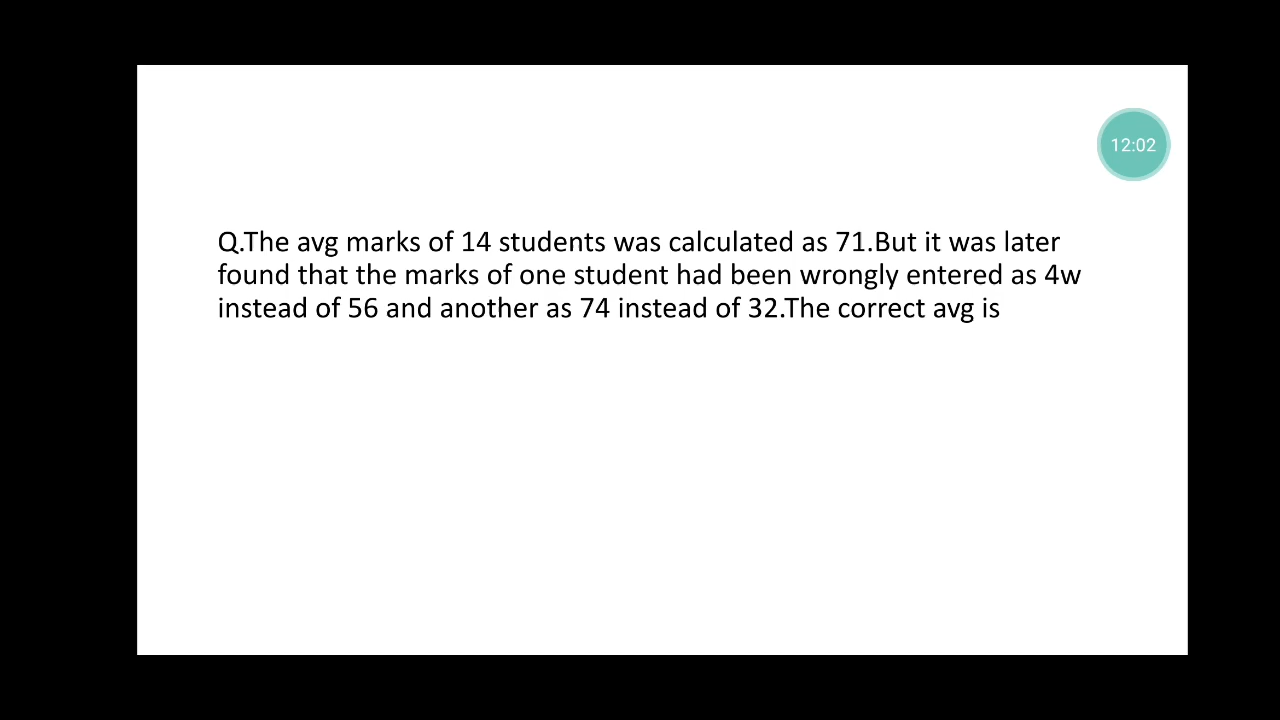 12:02
Q.The avg marks of 14 students was calculated as 71.But it was later
found that the marks of one student had been wrongly entered as 4w
instead of 56 and another as 74 instead of 32.The correct avg is